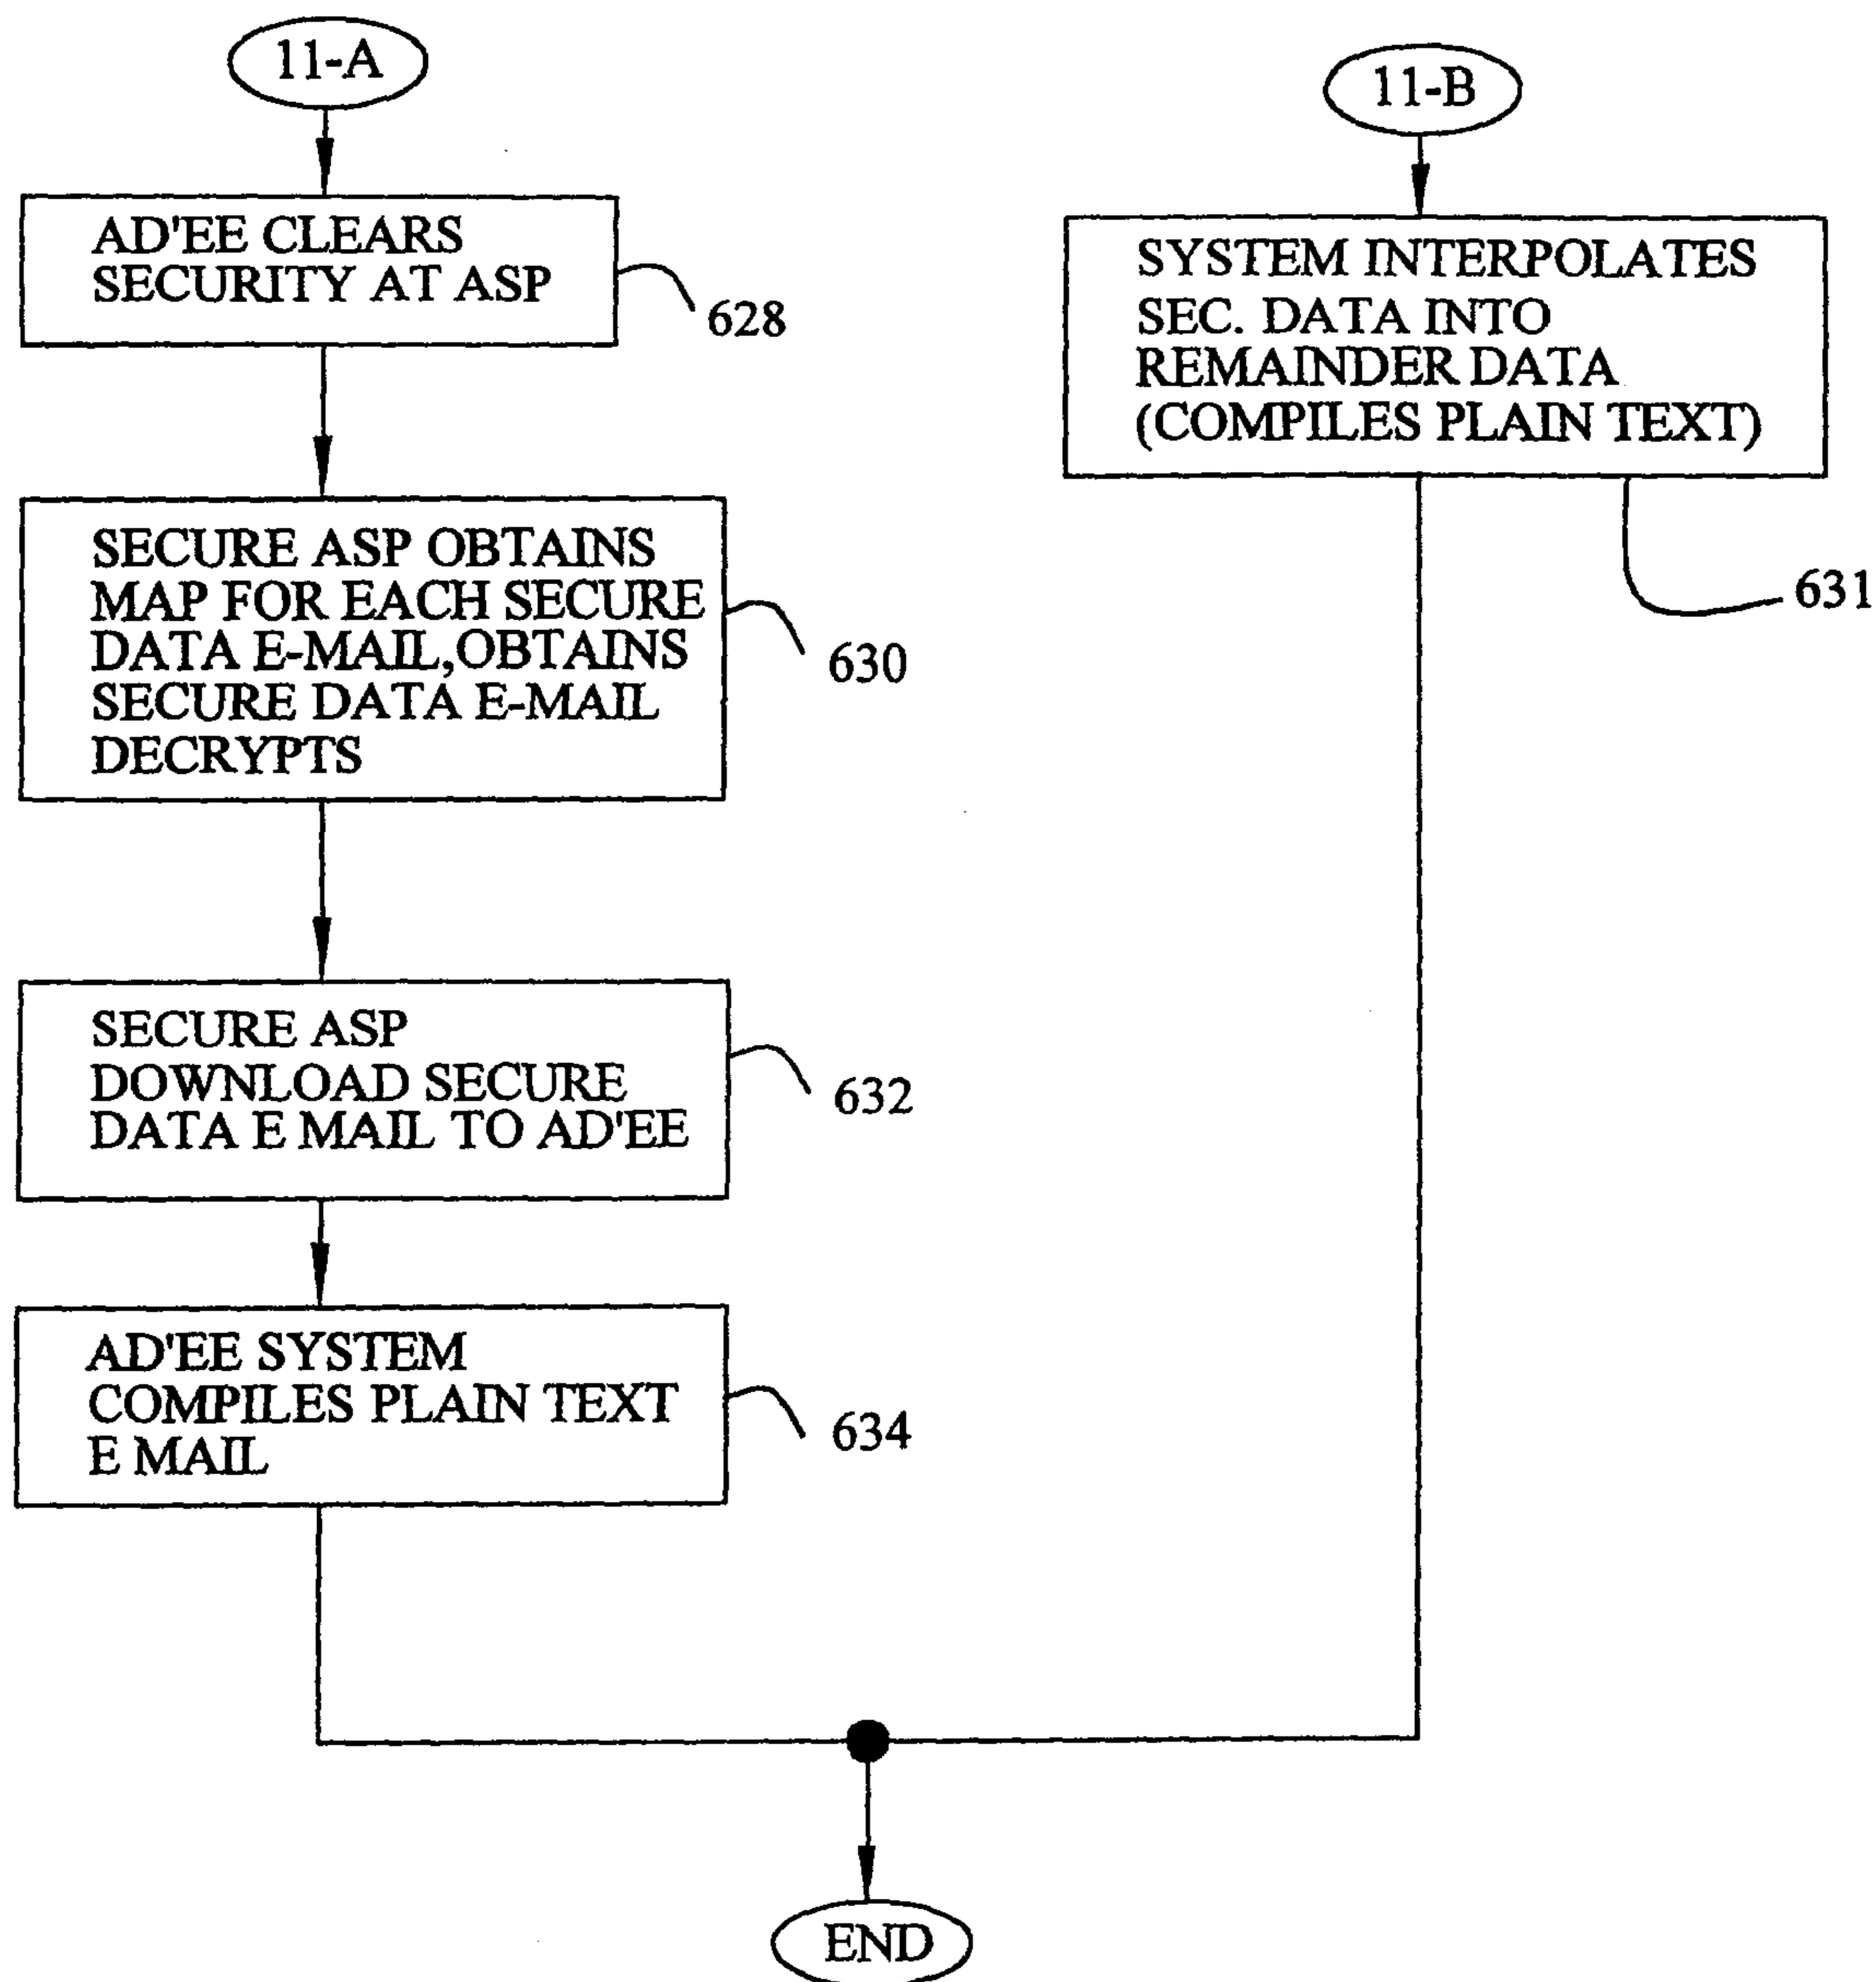 11-A
AD'EE CLEARS
SECURITY AT ASP
628
SECURE ASP OBTAINS
MAP FOR EACH SECURE
DATA E-MAIL,OBTAINS
SECURE DATA E-MAIL
DECRYPTS
630
SECURE ASP
DOWNLOAD SECURE
DATA E MAIL TO AD'EE
632
AD'EE SYSTEM
COMPILES PLAIN TEXT
E MAIL
634
11-B
SYSTEM INTERPOLATES
SEC. DATA INTO
REMAINDER DATA
(COMPILES PLAIN TEXT)
631
END